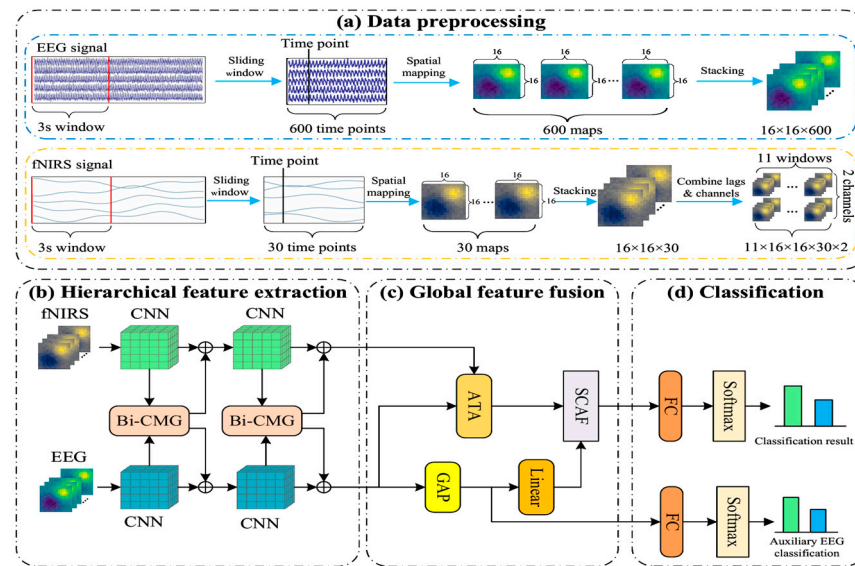 (a) Data preprocessing
EEG signal
Time point
Sliding
window
Spatial
mapping
16
16
16
16
16
16
Stacking
3s window
600 time points
600 maps
16×16×600
fNIRS signal
Time point
Sliding
window
Spatial
mapping
16
16
16
16
Stacking
Combine lags
& channels
11 windows
2 channels
3s window
30 time points
30 maps
16×16×30
11×16×16×30×2
(b) Hierarchical feature extraction
(c) Global feature fusion
(d) Classification
fNIRS
CNN
CNN
Bi-CMG
Bi-CMG
EEG
CNN
CNN
ATA
SCAF
GAP
Linear
FC
Softmax
Classification result
FC
Softmax
Auxiliary EEG
classification